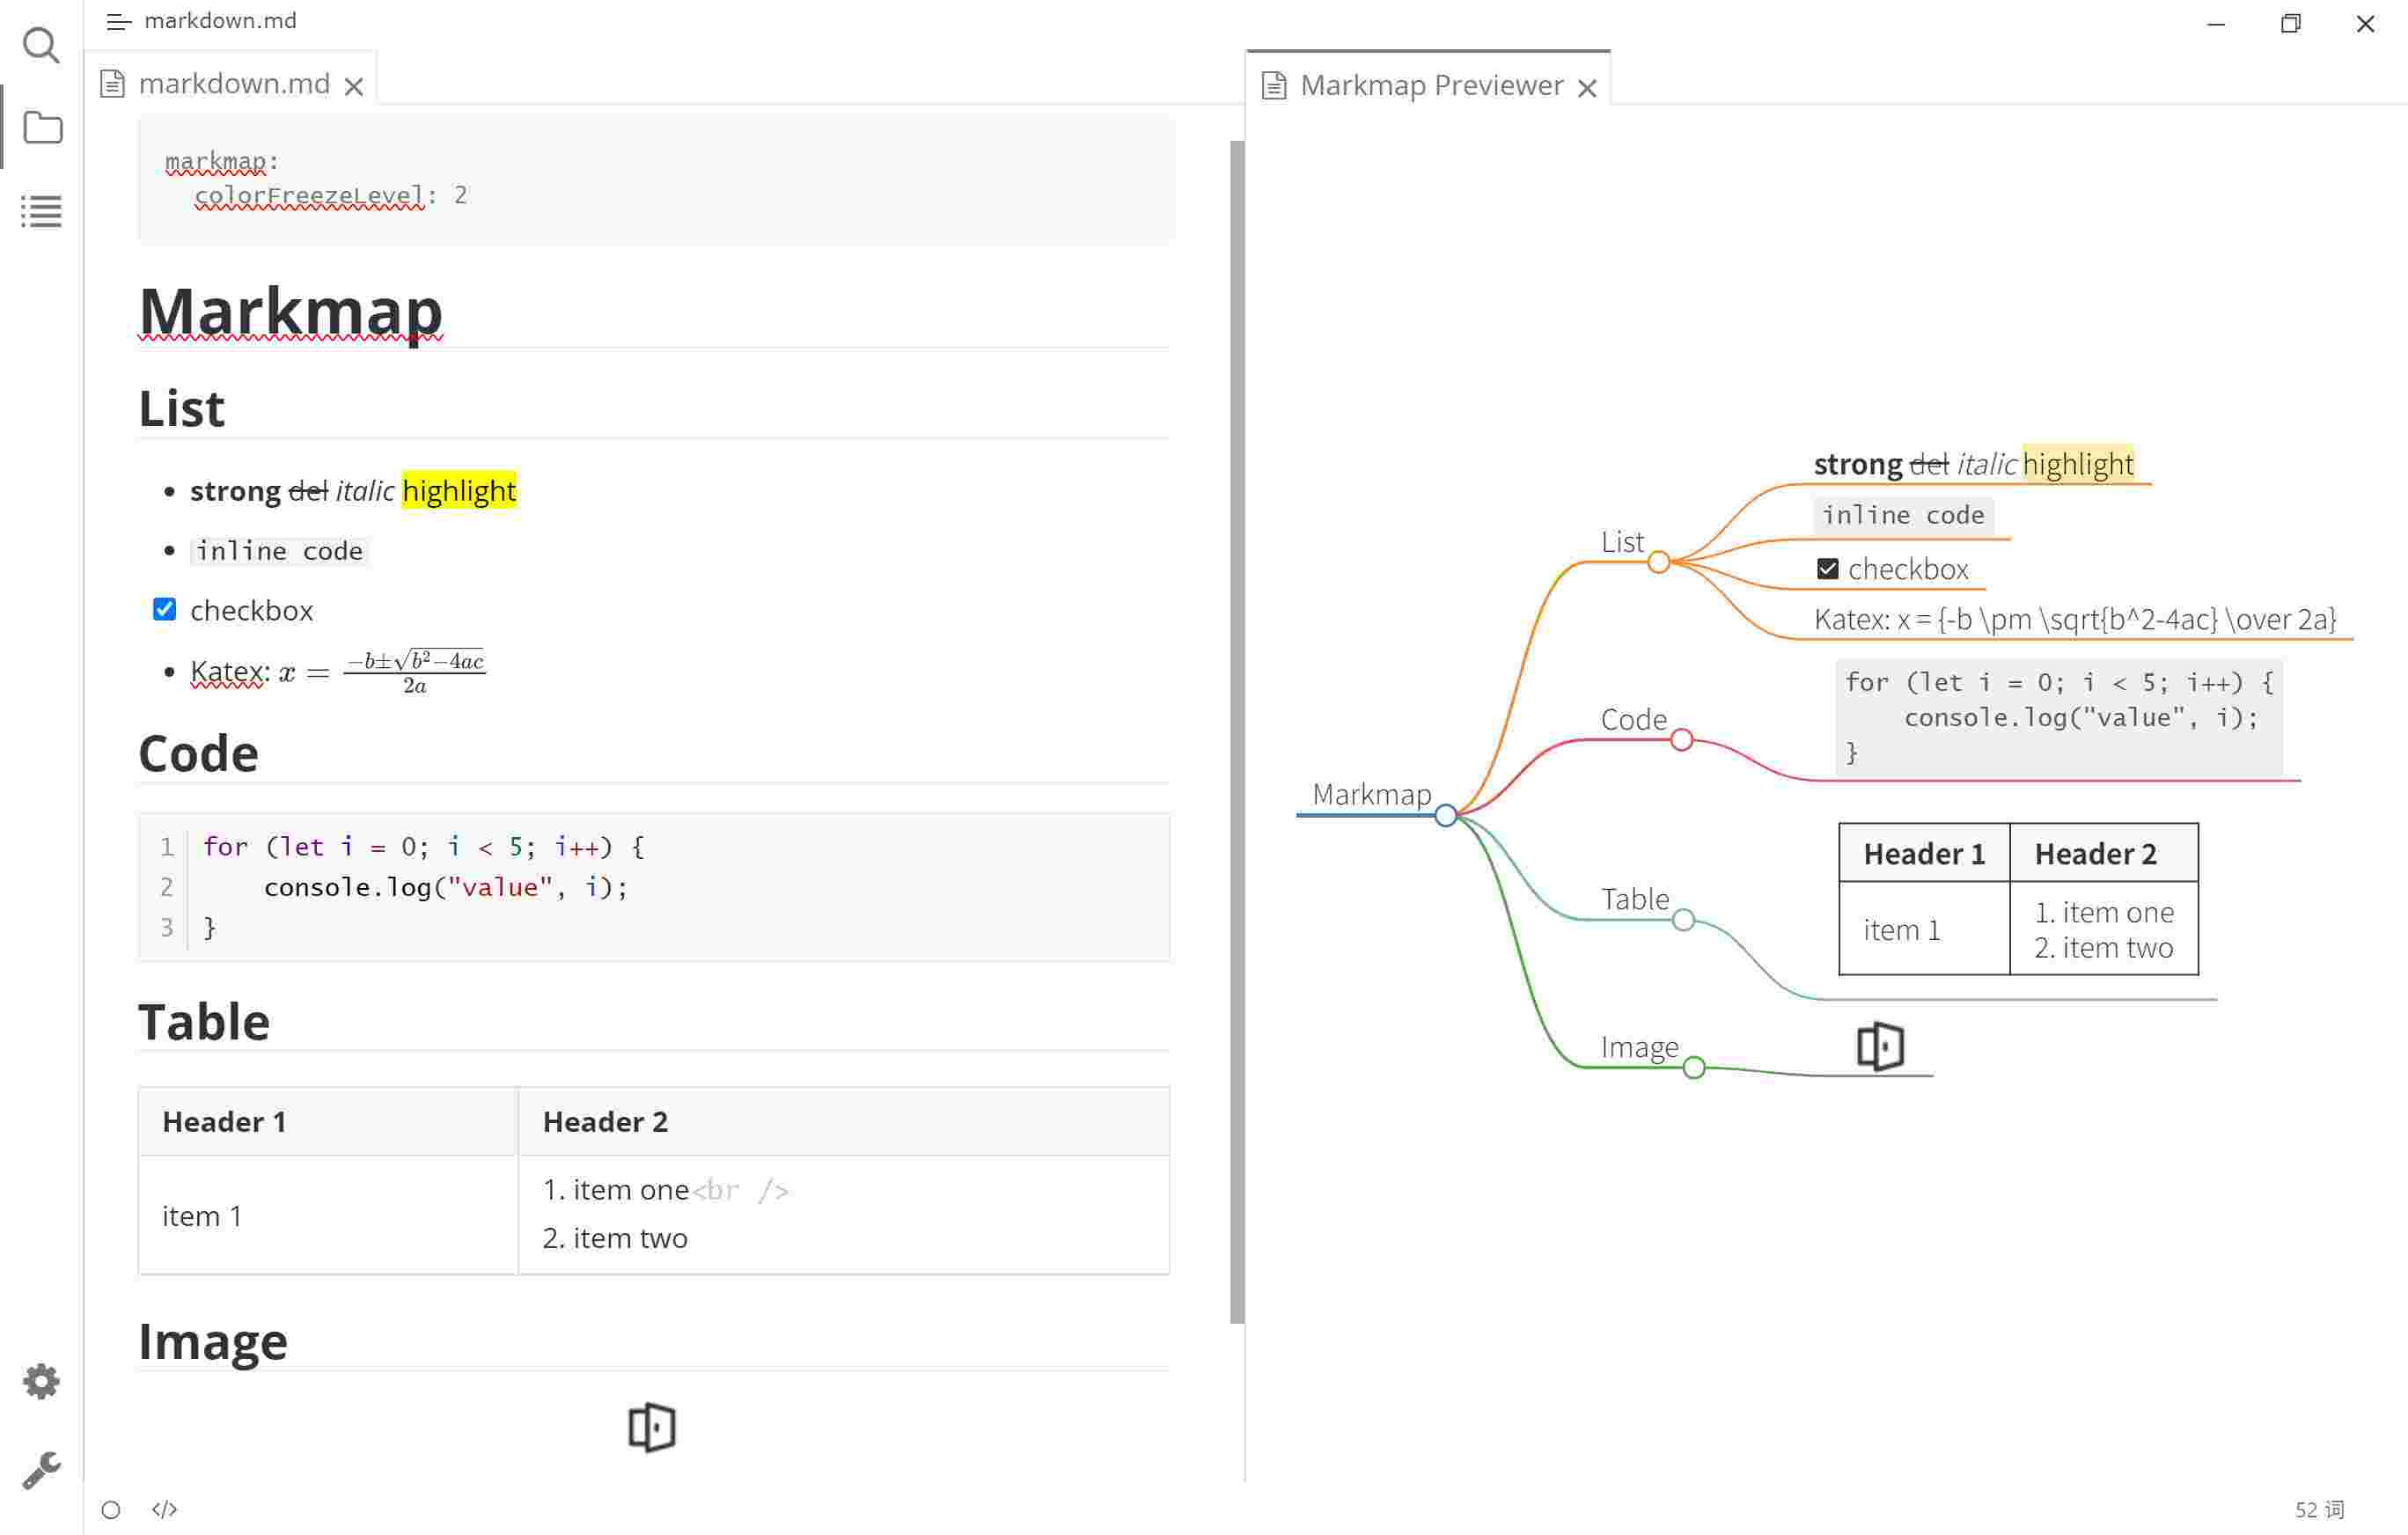 markdown.md
markdown.md
Markmap Previewer
markmap:
colorFreezeLevel: 2
Markmap
List
strong del italic highlight
inline code
checkbox
Katex: x = −b±√b²−4ac / 2a
Code
1 for (let i = 0; i < 5; i++) {
2 console.log("value", i);
3 }
Table
Header 1 Header 2
item 1
1. item one<br />
2. item two
Image
Markmap
List
strong del italic highlight
inline code
checkbox
Katex: x = {-b \pm \sqrt{b^2-4ac} \over 2a}
Code
for (let i = 0; i < 5; i++) {
console.log("value", i);
}
Table
Header 1 Header 2
item 1
1. item one
2. item two
Image
</>
52 词